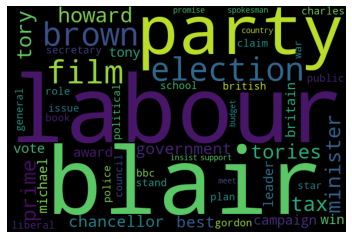 promise spokesman charles
howard party country
tory brown tony claim war
secretary
film election
general role issue political school british public
labour
book britain
vote award government tories minister
prime michael police council bbc insist support
blair
stand plan meet budget leader star tax
liberal chancellor best gordon campaign win